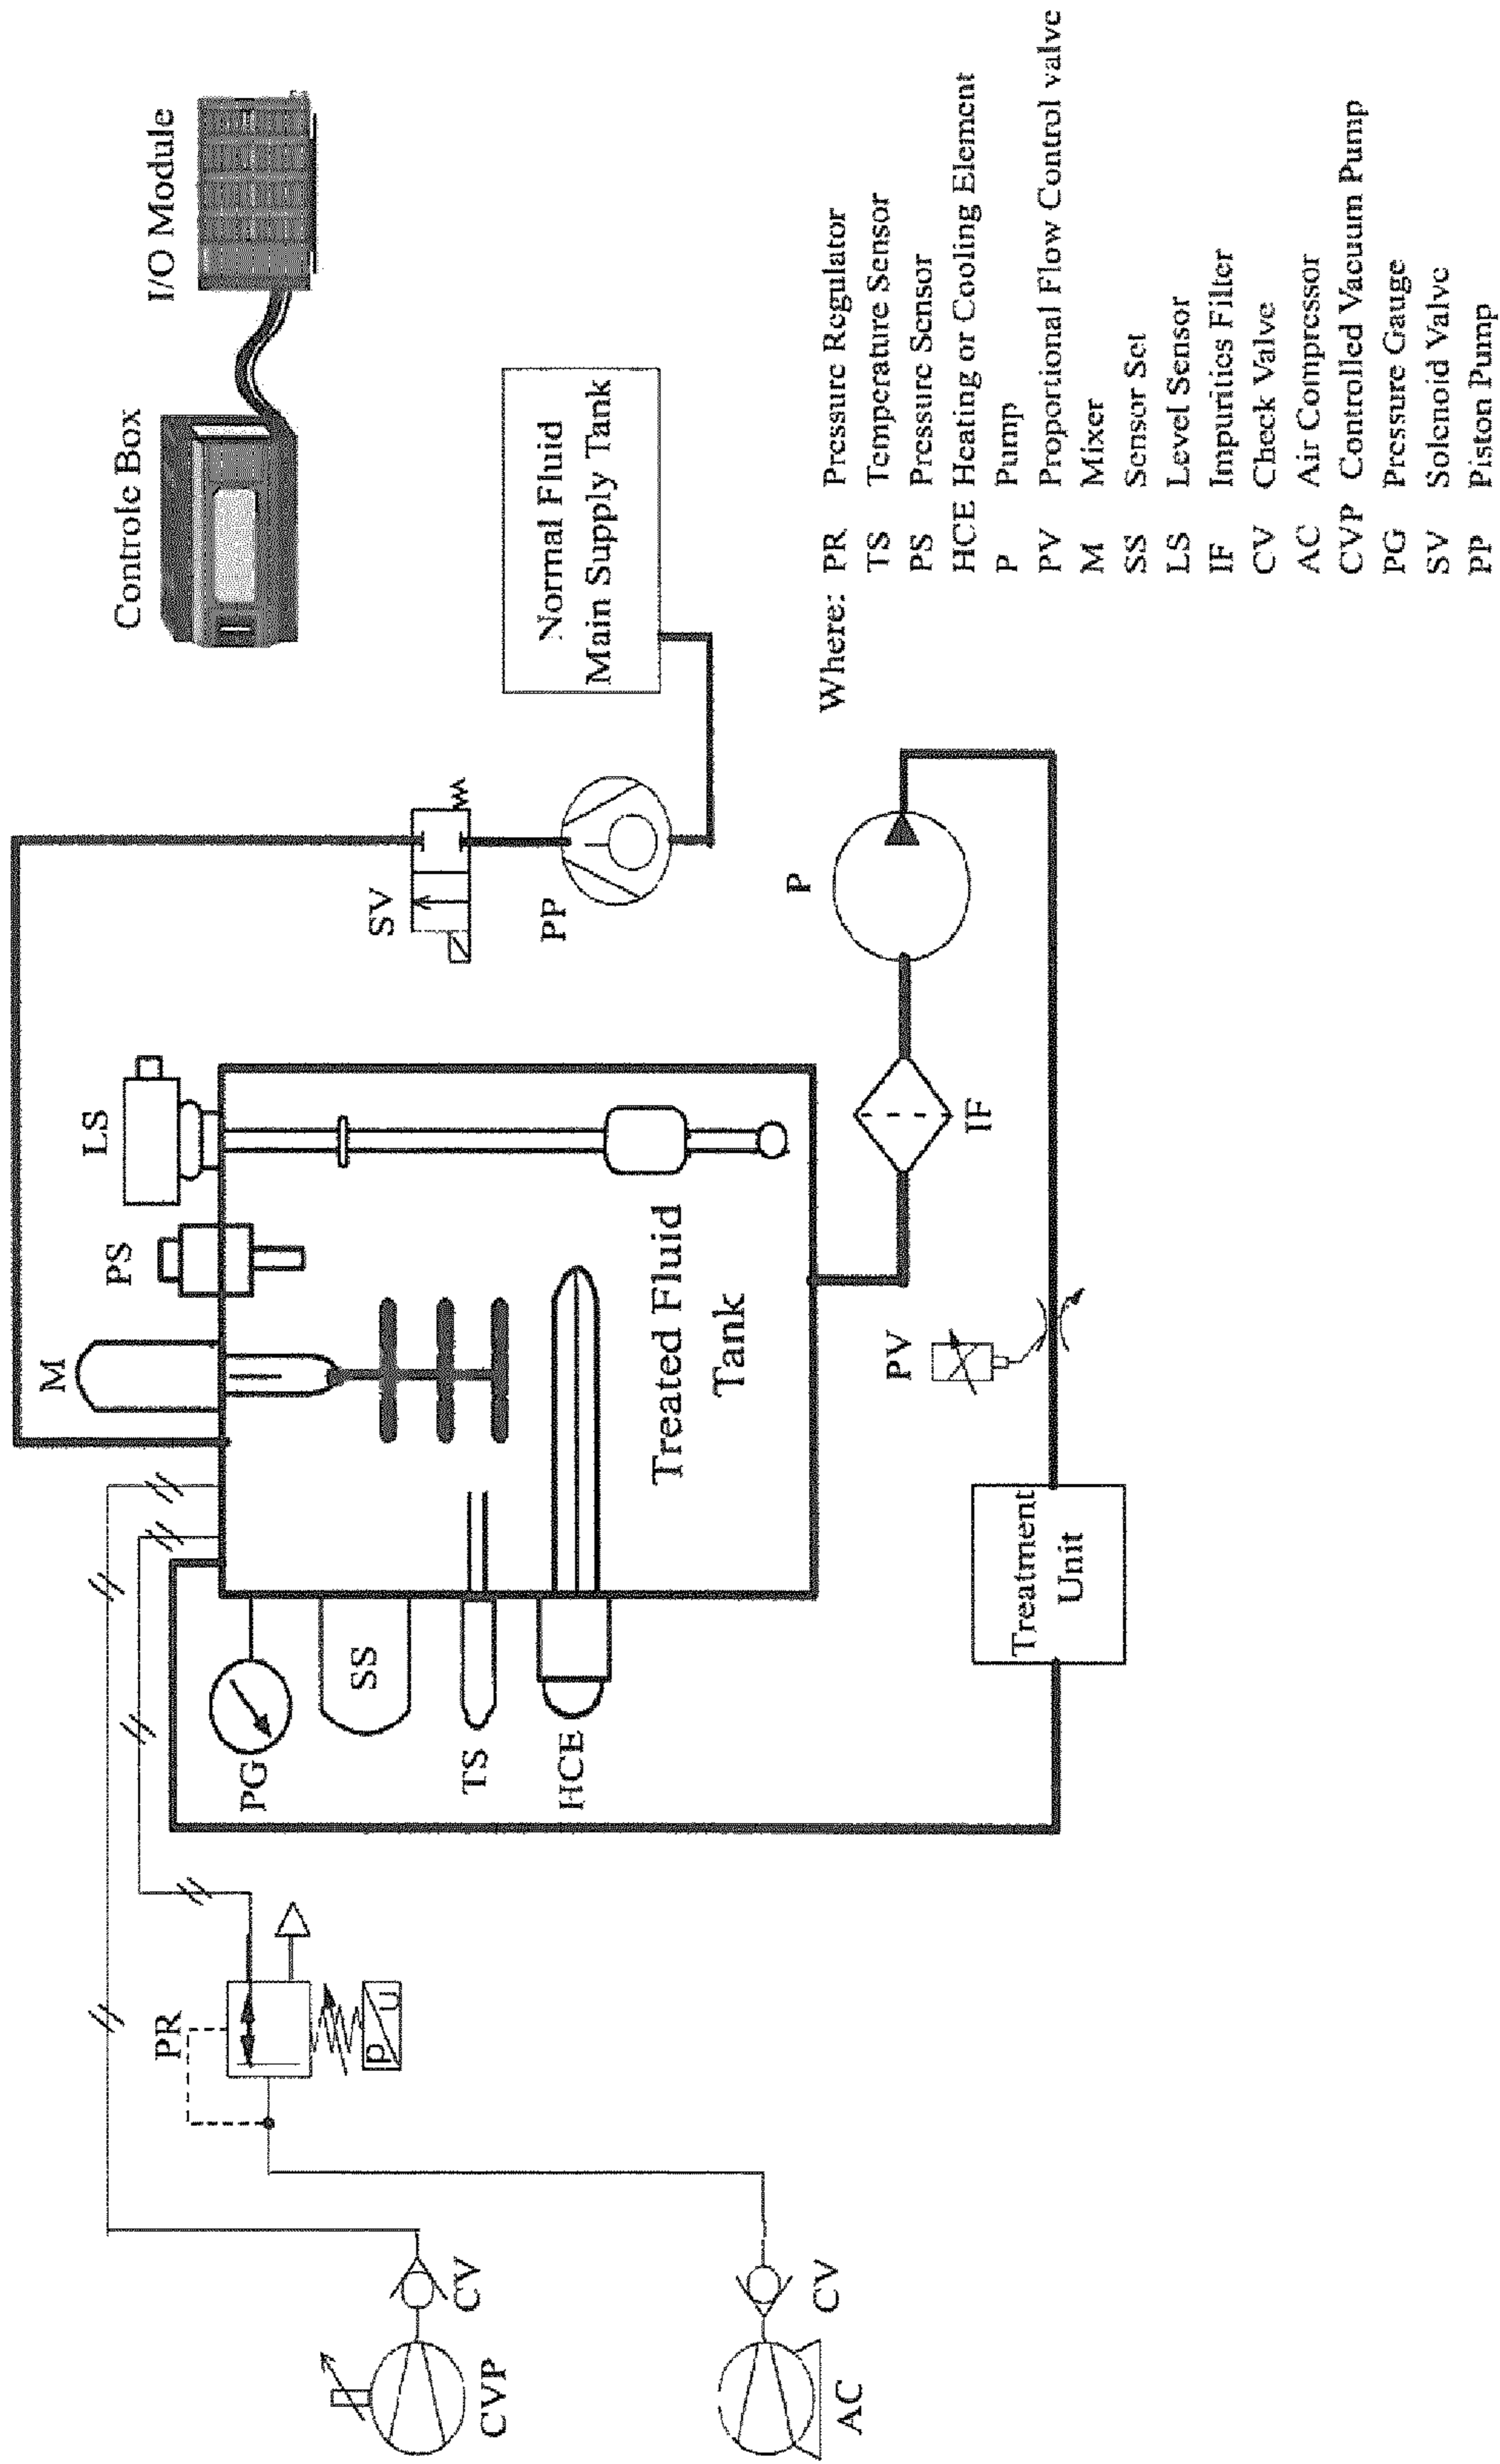 Controle Box
I/O Module
M
PS
LS
SV
PP
Normal Fluid
Main Supply Tank
PR
PG
SS
TS
HCE
Treated Fluid
Tank
p
u
CVP
CV
AC
CV
PV
IF
P
Treatment
Unit
Where: PR Pressure Regulator
TS Temperature Sensor
PS Pressure Sensor
HCE Heating or Cooling Element
P Pump
PV Proportional Flow Control valve
M Mixer
SS Sensor Set
LS Level Sensor
IF Impurities Filter
CV Check Valve
AC Air Compressor
CVP Controlled Vacuum Pump
PG Pressure Gauge
SV Solenoid Valve
PP Piston Pump